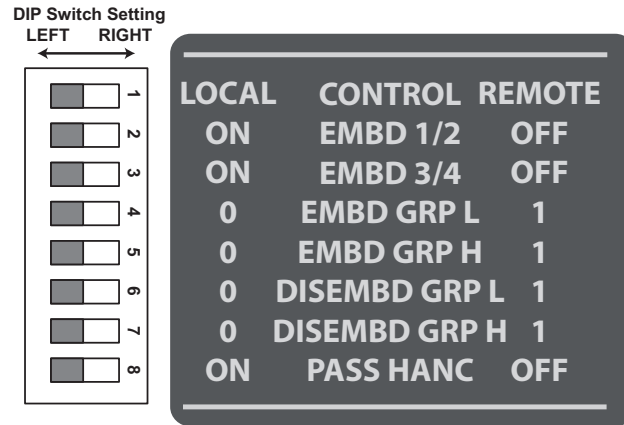 DIP Switch Setting
LEFT RIGHT
1
2
3
4
5
6
7
8
LOCAL CONTROL REMOTE
ON EMBD 1/2 OFF
ON EMBD 3/4 OFF
0 EMBD GRP L 1
0 EMBD GRP H 1
0 DISEMBD GRP L 1
0 DISEMBD GRP H 1
ON PASS HANC OFF